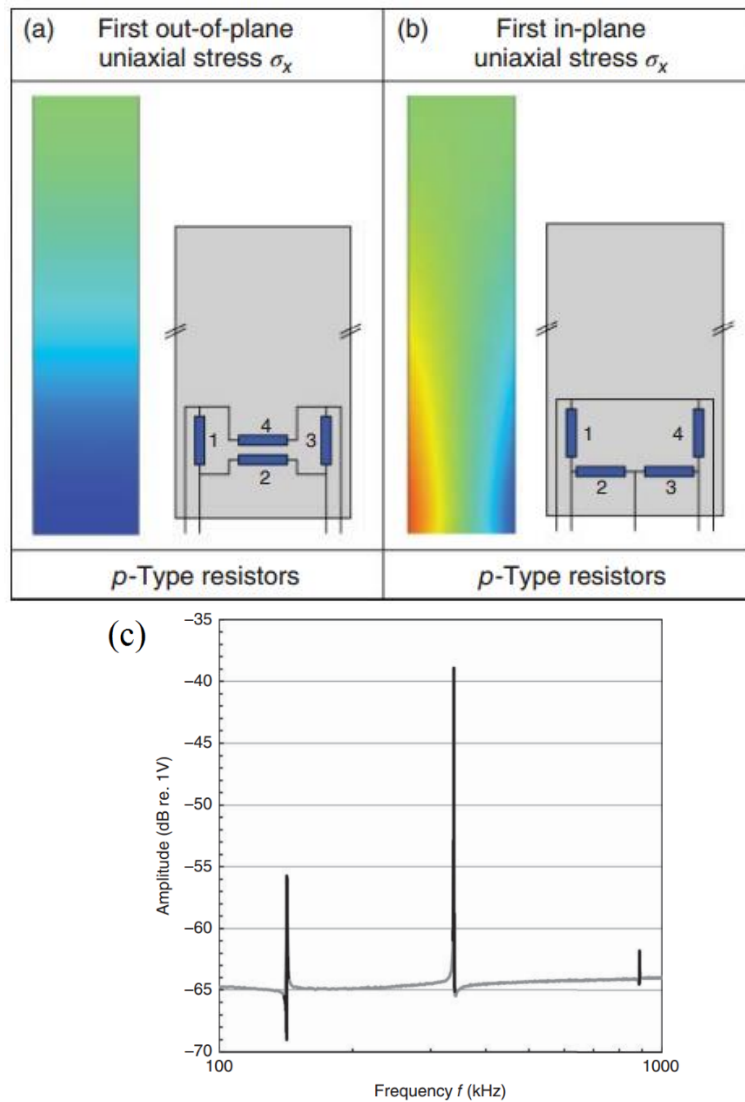 (a) First out-of-plane
uniaxial stress σx
(b) First in-plane
uniaxial stress σx
1
4
3
2
1
4
2
3
p-Type resistors
p-Type resistors
(c)
−35
−40
−45
−50
−55
−60
−65
−70
Amplitude (dB re. 1V)
100
1000
Frequency f (kHz)